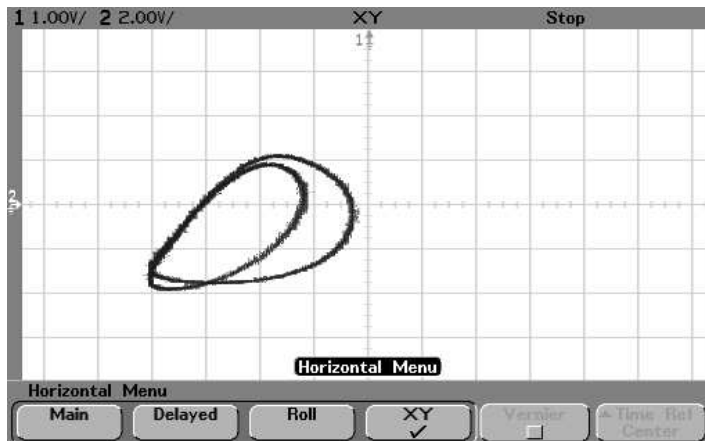 1 1.00V/ 2 2.00V/ XY Stop
1
2
Horizontal Menu
Horizontal Menu
Main Delayed Roll XY Vernier Time Ref Center